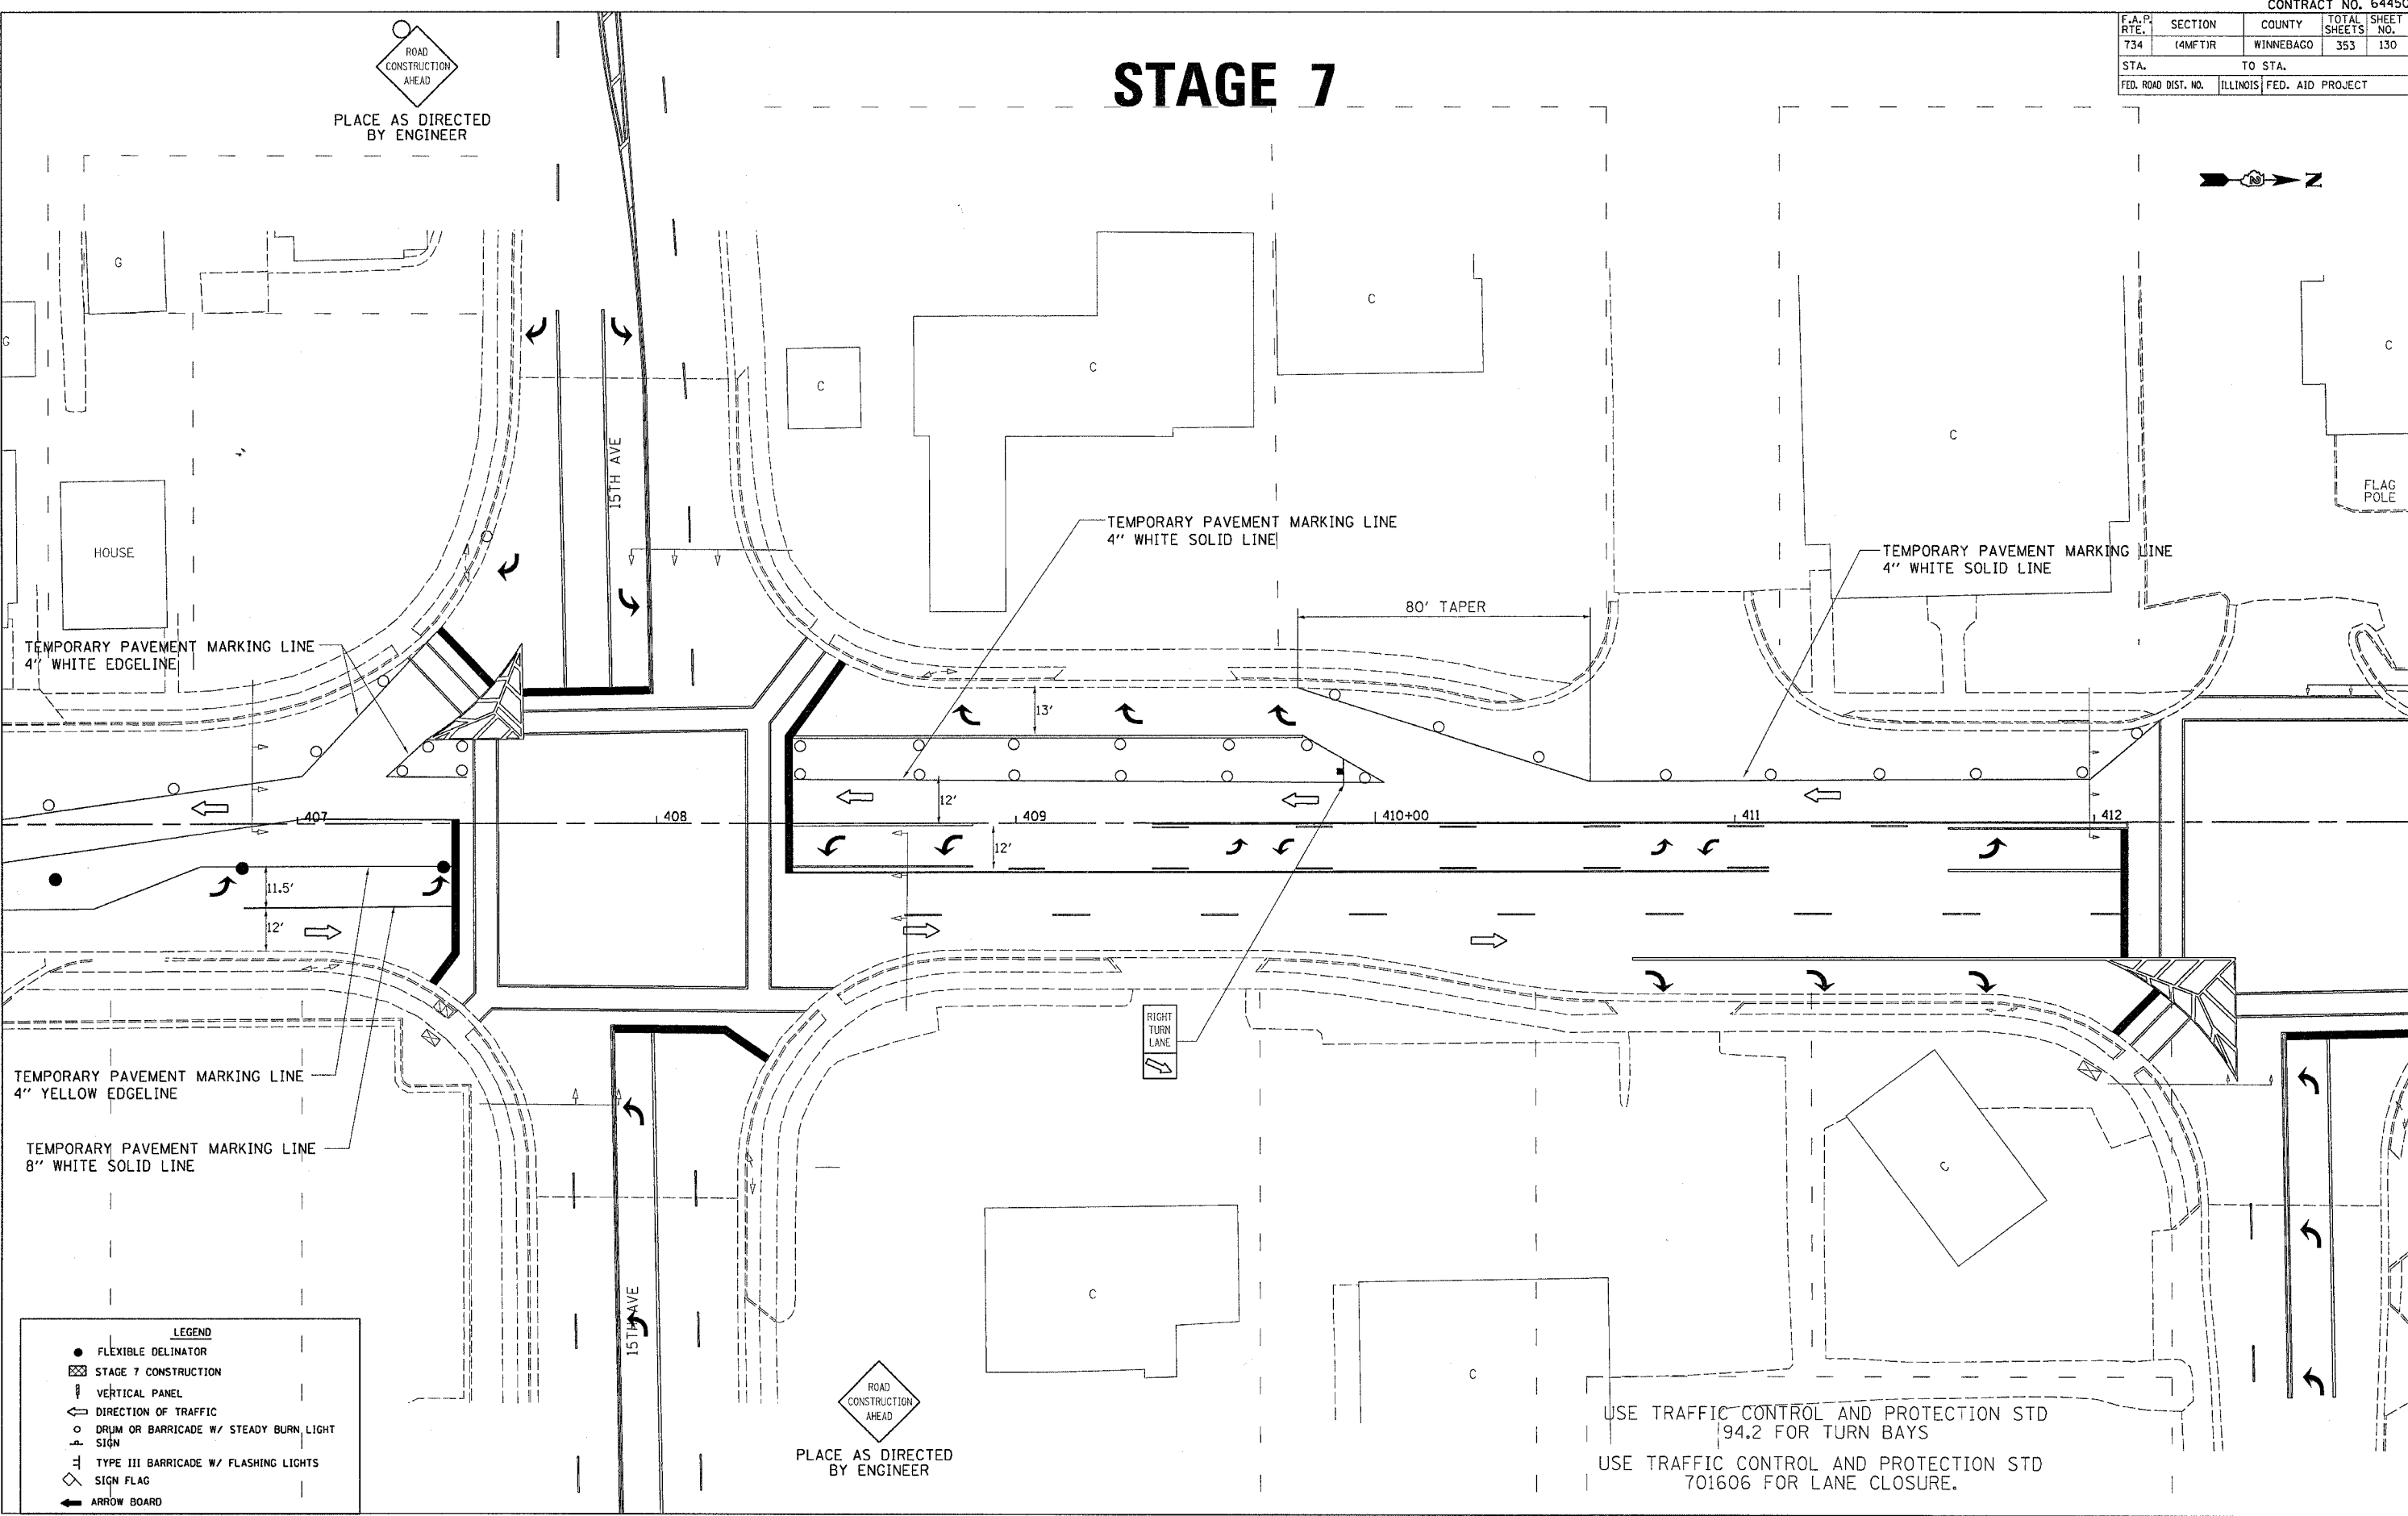 CONTRACT NO. 64450
F.A.P. RTE. SECTION COUNTY TOTAL SHEETS SHEET NO.
734 (4MFT)R WINNEBAGO 353 130
STA. TO STA.
FED. ROAD DIST. NO. ILLINOIS FED. AID PROJECT
STAGE 7
ROAD
CONSTRUCTION
AHEAD
PLACE AS DIRECTED
BY ENGINEER
N
G
G
C
C
C
C
C
HOUSE
15TH AVE
FLAG
POLE
TEMPORARY PAVEMENT MARKING LINE
4" WHITE SOLID LINE
TEMPORARY PAVEMENT MARKING LINE
4" WHITE SOLID LINE
80' TAPER
TEMPORARY PAVEMENT MARKING LINE
4" WHITE EDGELINE
13'
12'
407
408
409
410+00
411
412
12'
11.5'
12'
RIGHT
TURN
LANE
TEMPORARY PAVEMENT MARKING LINE
4" YELLOW EDGELINE
TEMPORARY PAVEMENT MARKING LINE
8" WHITE SOLID LINE
C
C
C
15TH AVE
LEGEND
FLEXIBLE DELINATOR
STAGE 7 CONSTRUCTION
VERTICAL PANEL
DIRECTION OF TRAFFIC
DRUM OR BARRICADE W/ STEADY BURN LIGHT
SIGN
TYPE III BARRICADE W/ FLASHING LIGHTS
SIGN FLAG
ARROW BOARD
ROAD
CONSTRUCTION
AHEAD
PLACE AS DIRECTED
BY ENGINEER
USE TRAFFIC CONTROL AND PROTECTION STD
94.2 FOR TURN BAYS
USE TRAFFIC CONTROL AND PROTECTION STD
701606 FOR LANE CLOSURE.